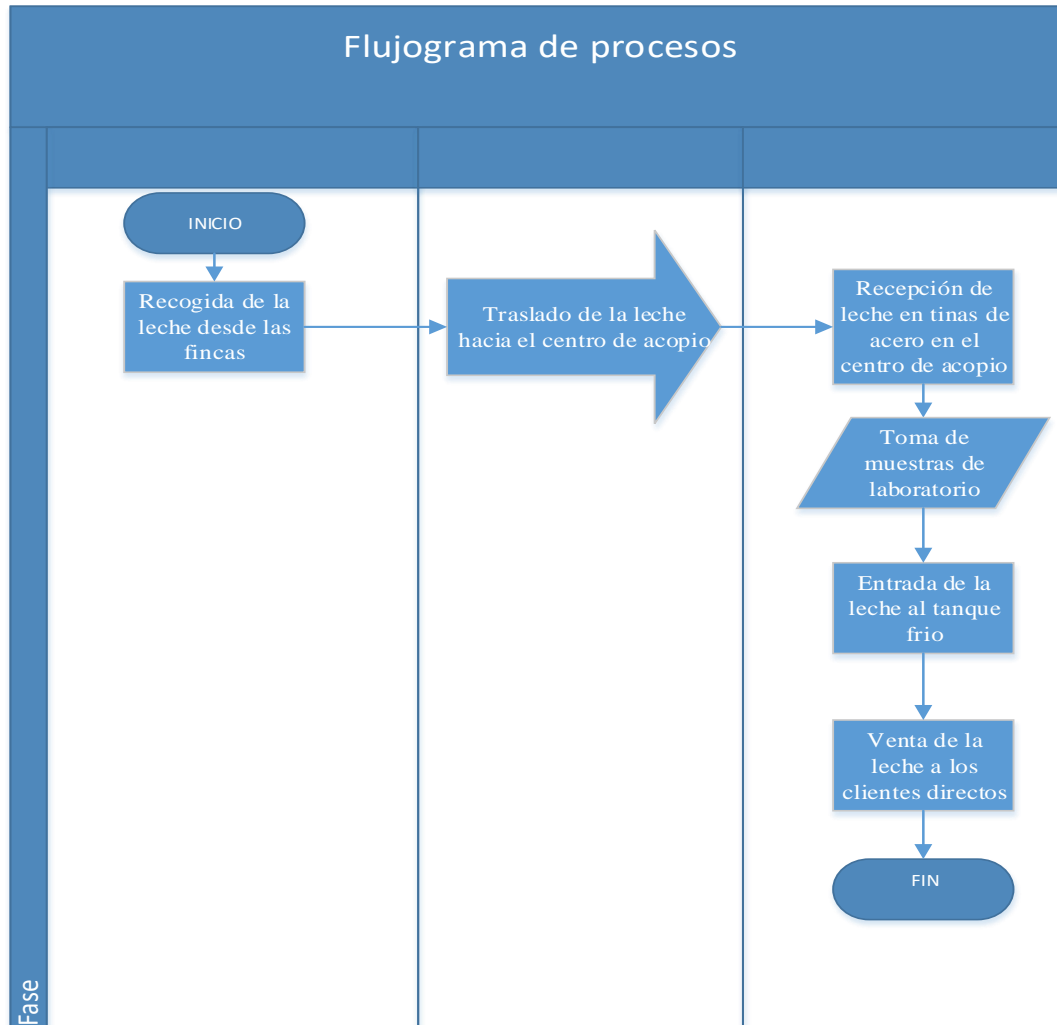 Flujograma de procesos
INICIO
Recogida de la
leche desde las
fincas
Traslado de la leche
hacia el centro de acopio
Recepción de
leche en tinas de
acero en el
centro de acopio
Toma de
muestras de
laboratorio
Entrada de la
leche al tanque
frio
Venta de la
leche a los
clientes directos
FIN
Fase